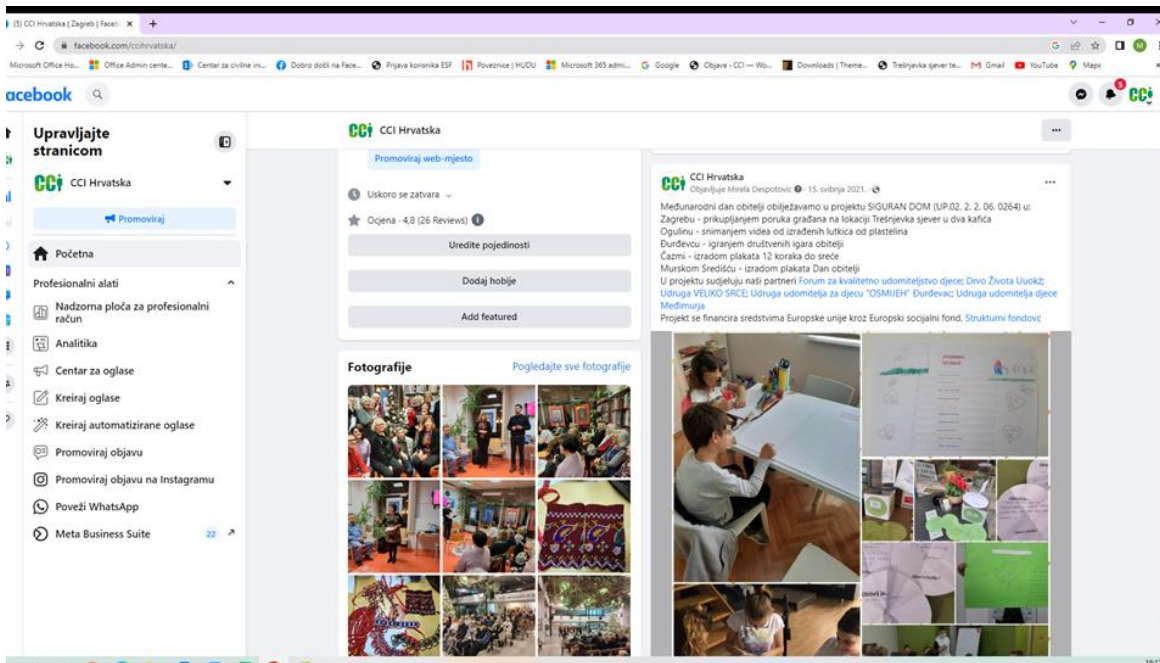 (5) CCI Hrvatska | Zagreb | Faceb
facebook.com/ccihrvatska/
Microsoft Office Ho...
Office Admin cente...
Centar za civilne ini...
Dobro došli na Face...
Prijava korisnika ESF
Poveznice | HUDU
Microsoft 365 admi...
Google
Objave ‹ CCI — Wo...
Downloads | Theme...
Trešnjevka sjever te...
Gmail
YouTube
Maps
acebook
5
CCi
Upravljajte
stranicom
CCi CCI Hrvatska
Promoviraj
Početna
Profesionalni alati
Nadzorna ploča za profesionalni
račun
Analitika
Centar za oglase
Kreiraj oglase
Kreiraj automatizirane oglase
Promoviraj objavu
Promoviraj objavu na Instagramu
Poveži WhatsApp
Meta Business Suite 22
CCi CCI Hrvatska
Promoviraj web-mjesto
Uskoro se zatvara
Ocjena · 4,8 (26 Reviews)
Uredite pojedinosti
Dodaj hobije
Add featured
Fotografije Pogledajte sve fotografije
CCi CCI Hrvatska
Objavljuje Mirela Despotovic · 15. svibnja 2021. ·
Međunarodni dan obitelji obilježavamo u projektu SIGURAN DOM (UP.02. 2. 2. 06. 0264) u:
Zagrebu - prikupljanjem poruka građana na lokaciji Trešnjevka sjever u dva kafića
Ogulinu - snimanjem videa od izrađenih lutkica od plastelina
Đurđevcu - igranjem društvenih igara obitelji
Čazmi - izradom plakata 12 koraka do sreće
Murskom Središću - izradom plakata Dan obitelji
U projektu sudjeluju naši partneri Forum za kvalitetno udomiteljstvo djece; Drvo Života Uuokž;
Udruga VELIKO SRCE; Udruga udomitelja za djecu "OSMIJEH" Đurđevac; Udruga udomitelja djece
Međimurja
Projekt se financira sredstvima Europske unije kroz Europski socijalni fond. Strukturni fondovi;